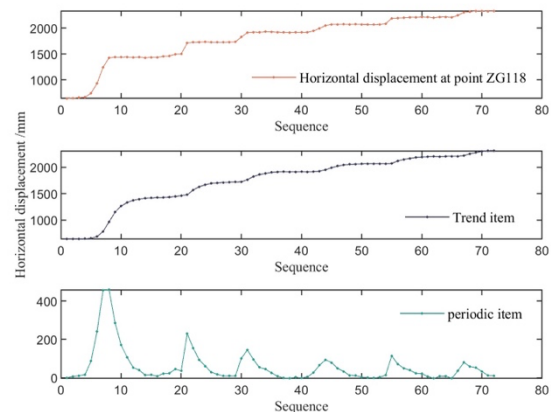 2000
1500
1000
Horizontal displacement at point ZG118
0 10 20 30 40 50 60 70 80
Sequence
Horizontal displacement /mm
2000
1500
1000
Trend item
0 10 20 30 40 50 60 70 80
Sequence
400
200
0
periodic item
0 10 20 30 40 50 60 70 80
Sequence